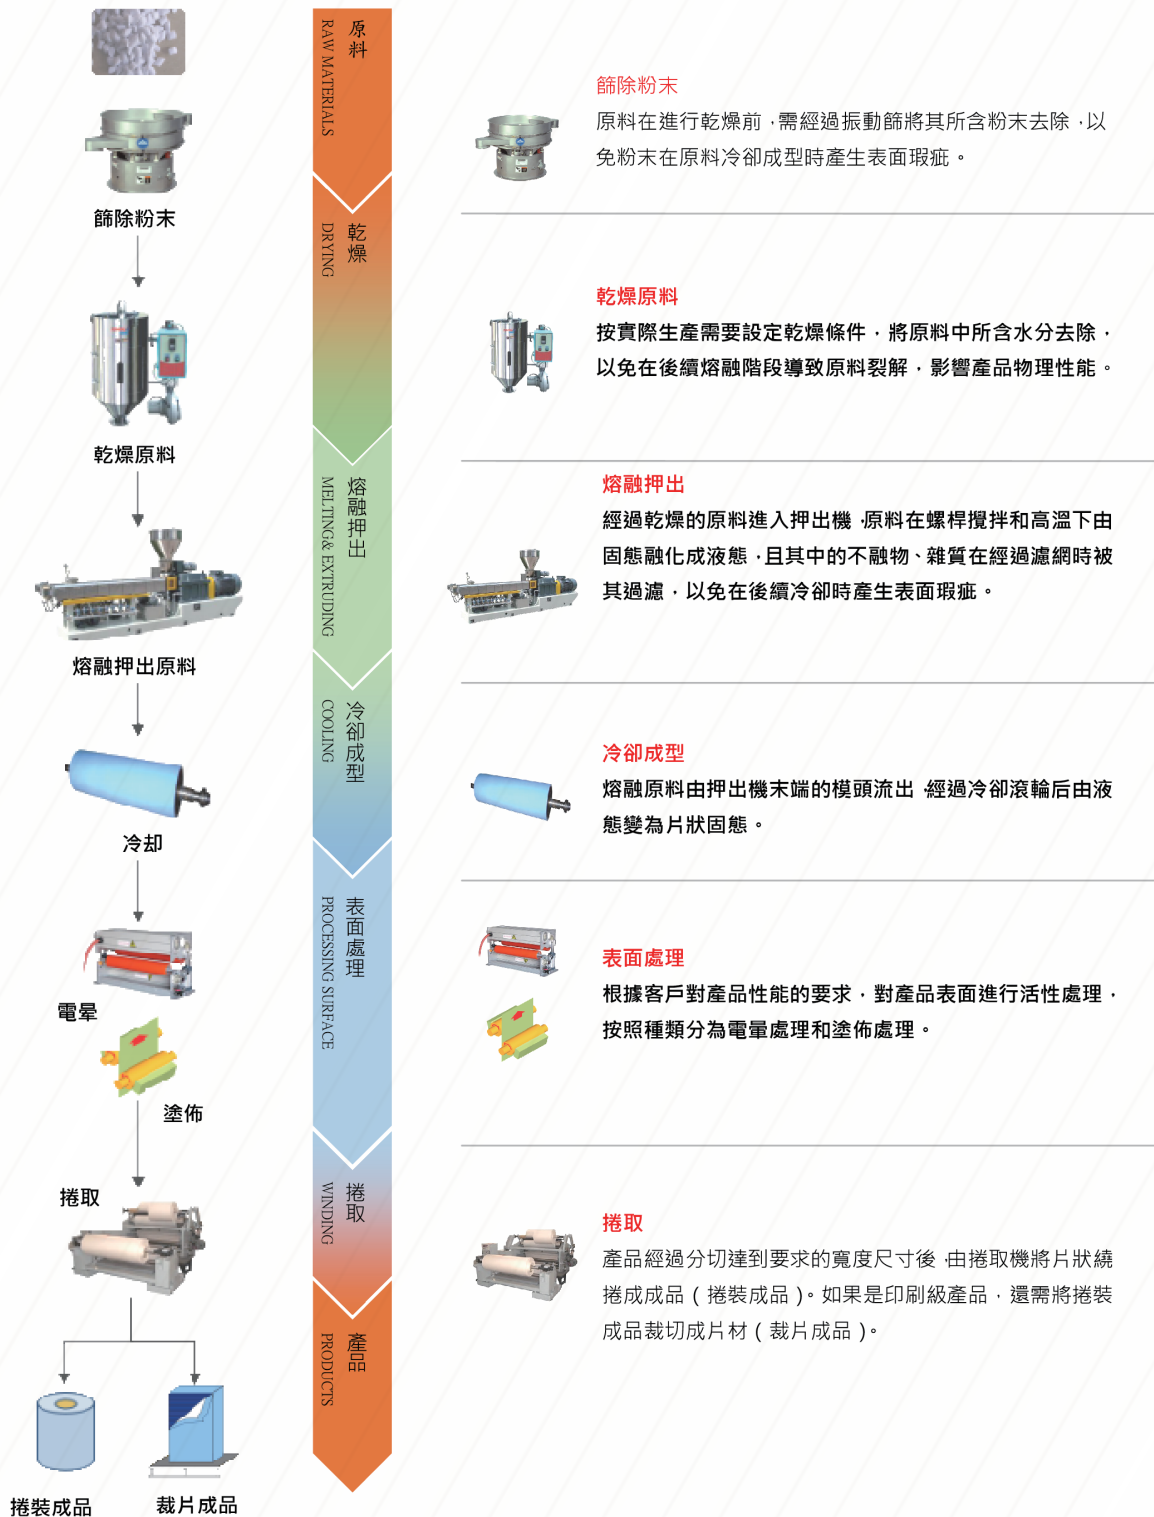 篩除粉末
乾燥原料
熔融押出原料
冷却
電暈
塗佈
捲取
捲裝成品
裁片成品
原料
RAW MATERIALS
乾燥
DRYING
熔融押出
MELTING& EXTRUDING
冷卻成型
COOLING
表面處理
PROCESSING SURFACE
捲取
WINDING
產品
PRODUCTS
篩除粉末
原料在進行乾燥前，需經過振動篩將其所含粉末去除，以
免粉末在原料冷卻成型時產生表面瑕疵。
乾燥原料
按實際生產需要設定乾燥條件，將原料中所含水分去除，
以免在後續熔融階段導致原料裂解，影響產品物理性能。
熔融押出
經過乾燥的原料進入押出機，原料在螺桿攪拌和高溫下由
固態融化成液態，且其中的不融物、雜質在經過濾網時被
其過濾，以免在後續冷卻時產生表面瑕疵。
冷卻成型
熔融原料由押出機末端的模頭流出，經過冷卻滾輪后由液
態變為片狀固態。
表面處理
根據客戶對產品性能的要求，對產品表面進行活性處理，
按照種類分為電暈處理和塗佈處理。
捲取
產品經過分切達到要求的寬度尺寸後，由捲取機將片狀繞
捲成成品 ( 捲裝成品 )。如果是印刷級產品，還需將捲裝
成品裁切成片材 ( 裁片成品 )。